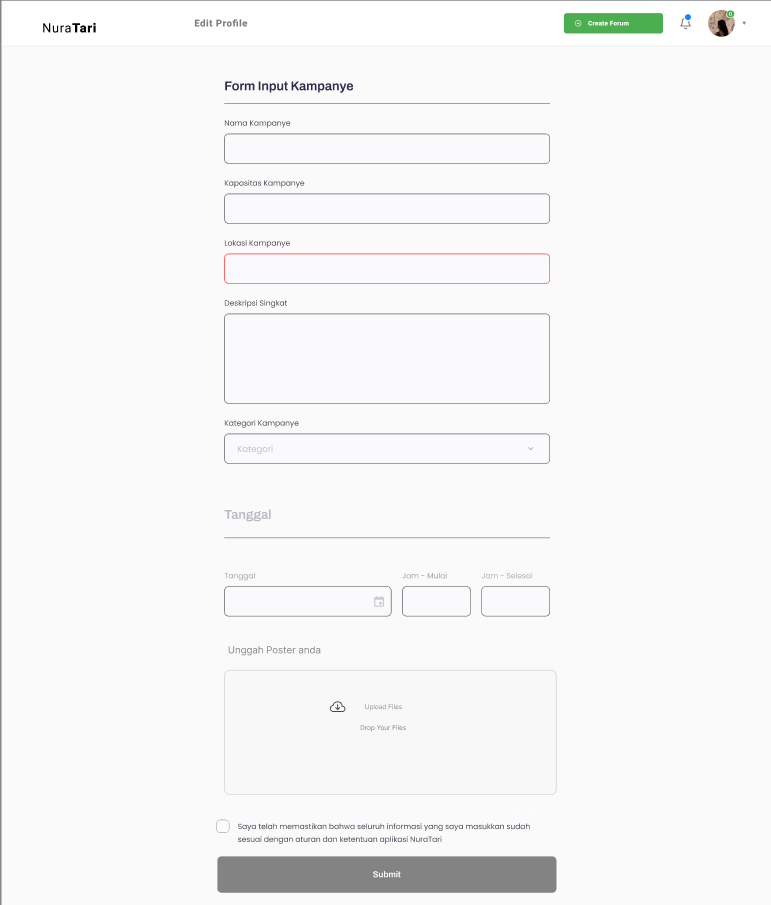 NuraTari
Edit Profile
Create Forum
0
Form Input Kampanye
Nama Kampanye
Kapasitas Kampanye
Lokasi Kampanye
Deskripsi Singkat
Kategori Kampanye
Kategori
Tanggal
Tanggal
Jam - Mulai
Jam - Selesai
Unggah Poster anda
Upload Files
Drop Your Files
Saya telah memastikan bahwa seluruh informasi yang saya masukkan sudah
sesuai dengan aturan dan ketentuan aplikasi NuraTari
Submit